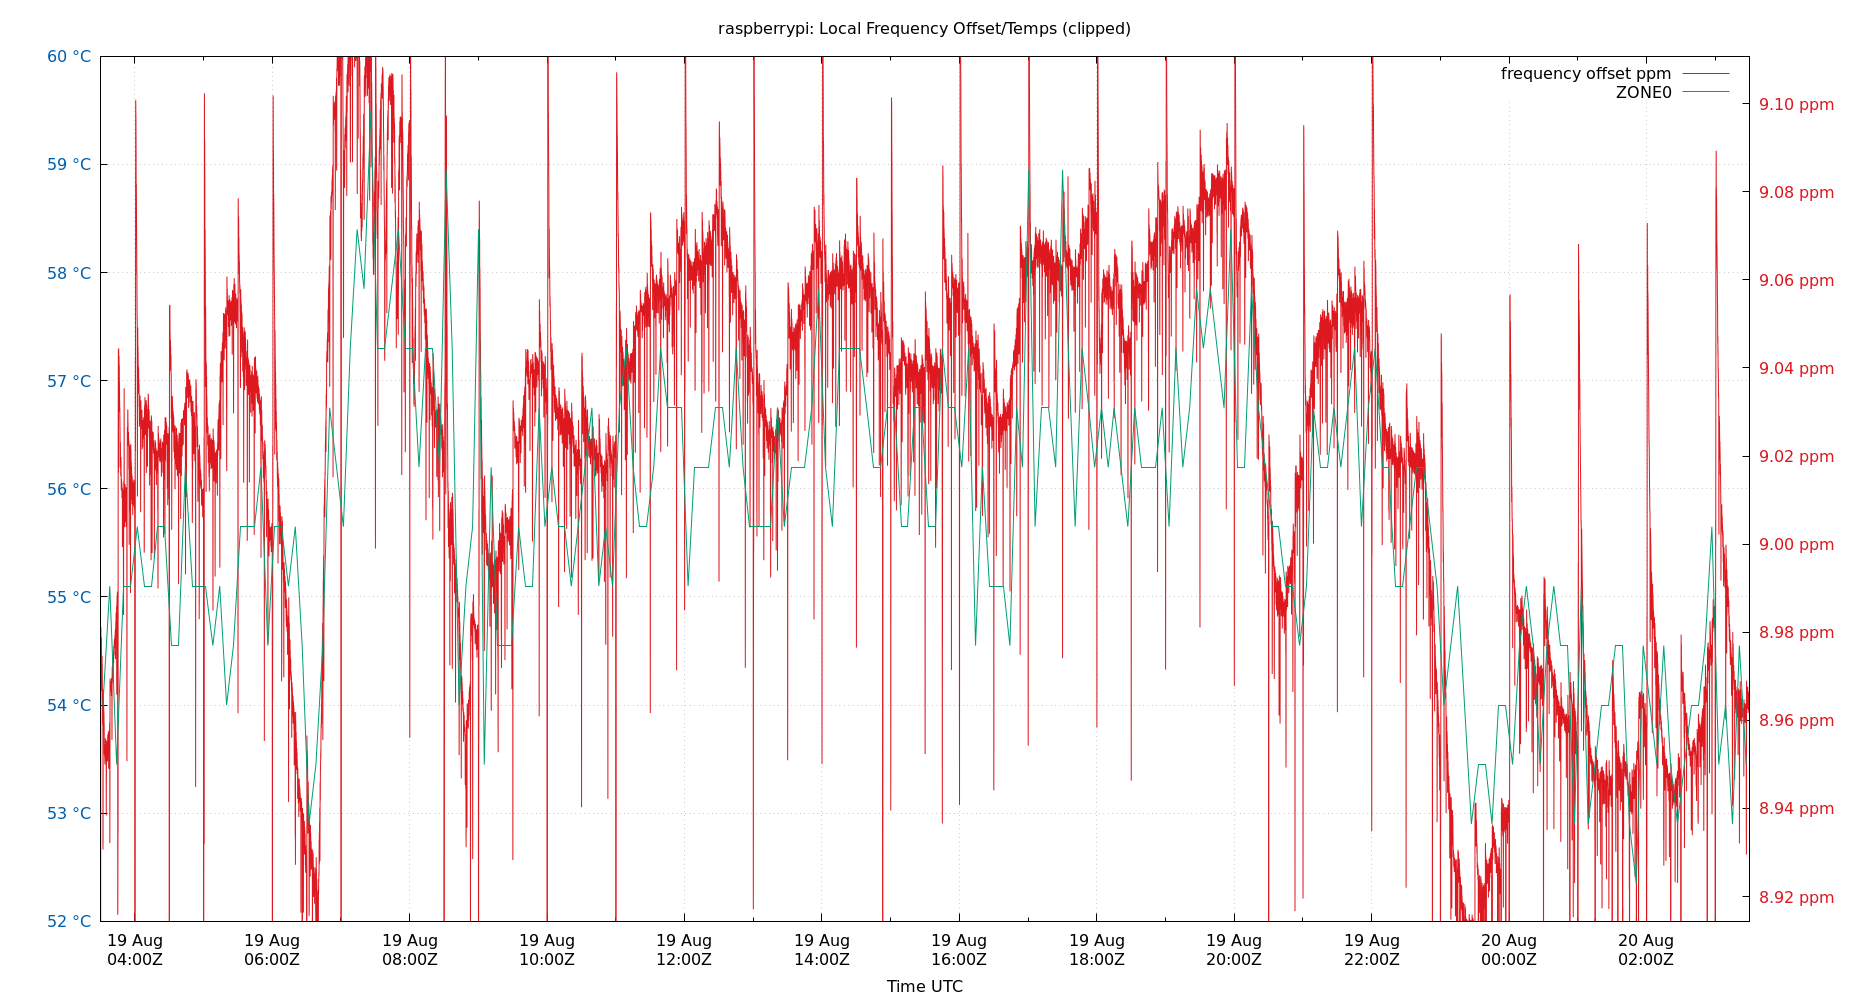 raspberrypi: Local Frequency Offset/Temps (clipped)
60 °C
59 °C
58 °C
57 °C
56 °C
55 °C
54 °C
53 °C
52 °C
frequency offset ppm
ZONE0
9.10 ppm
9.08 ppm
9.06 ppm
9.04 ppm
9.02 ppm
9.00 ppm
8.98 ppm
8.96 ppm
8.94 ppm
8.92 ppm
19 Aug 19 Aug 19 Aug 19 Aug 19 Aug 19 Aug 19 Aug 19 Aug 19 Aug 19 Aug 20 Aug 20 Aug
04:00Z 06:00Z 08:00Z 10:00Z 12:00Z 14:00Z 16:00Z 18:00Z 20:00Z 22:00Z 00:00Z 02:00Z
Time UTC